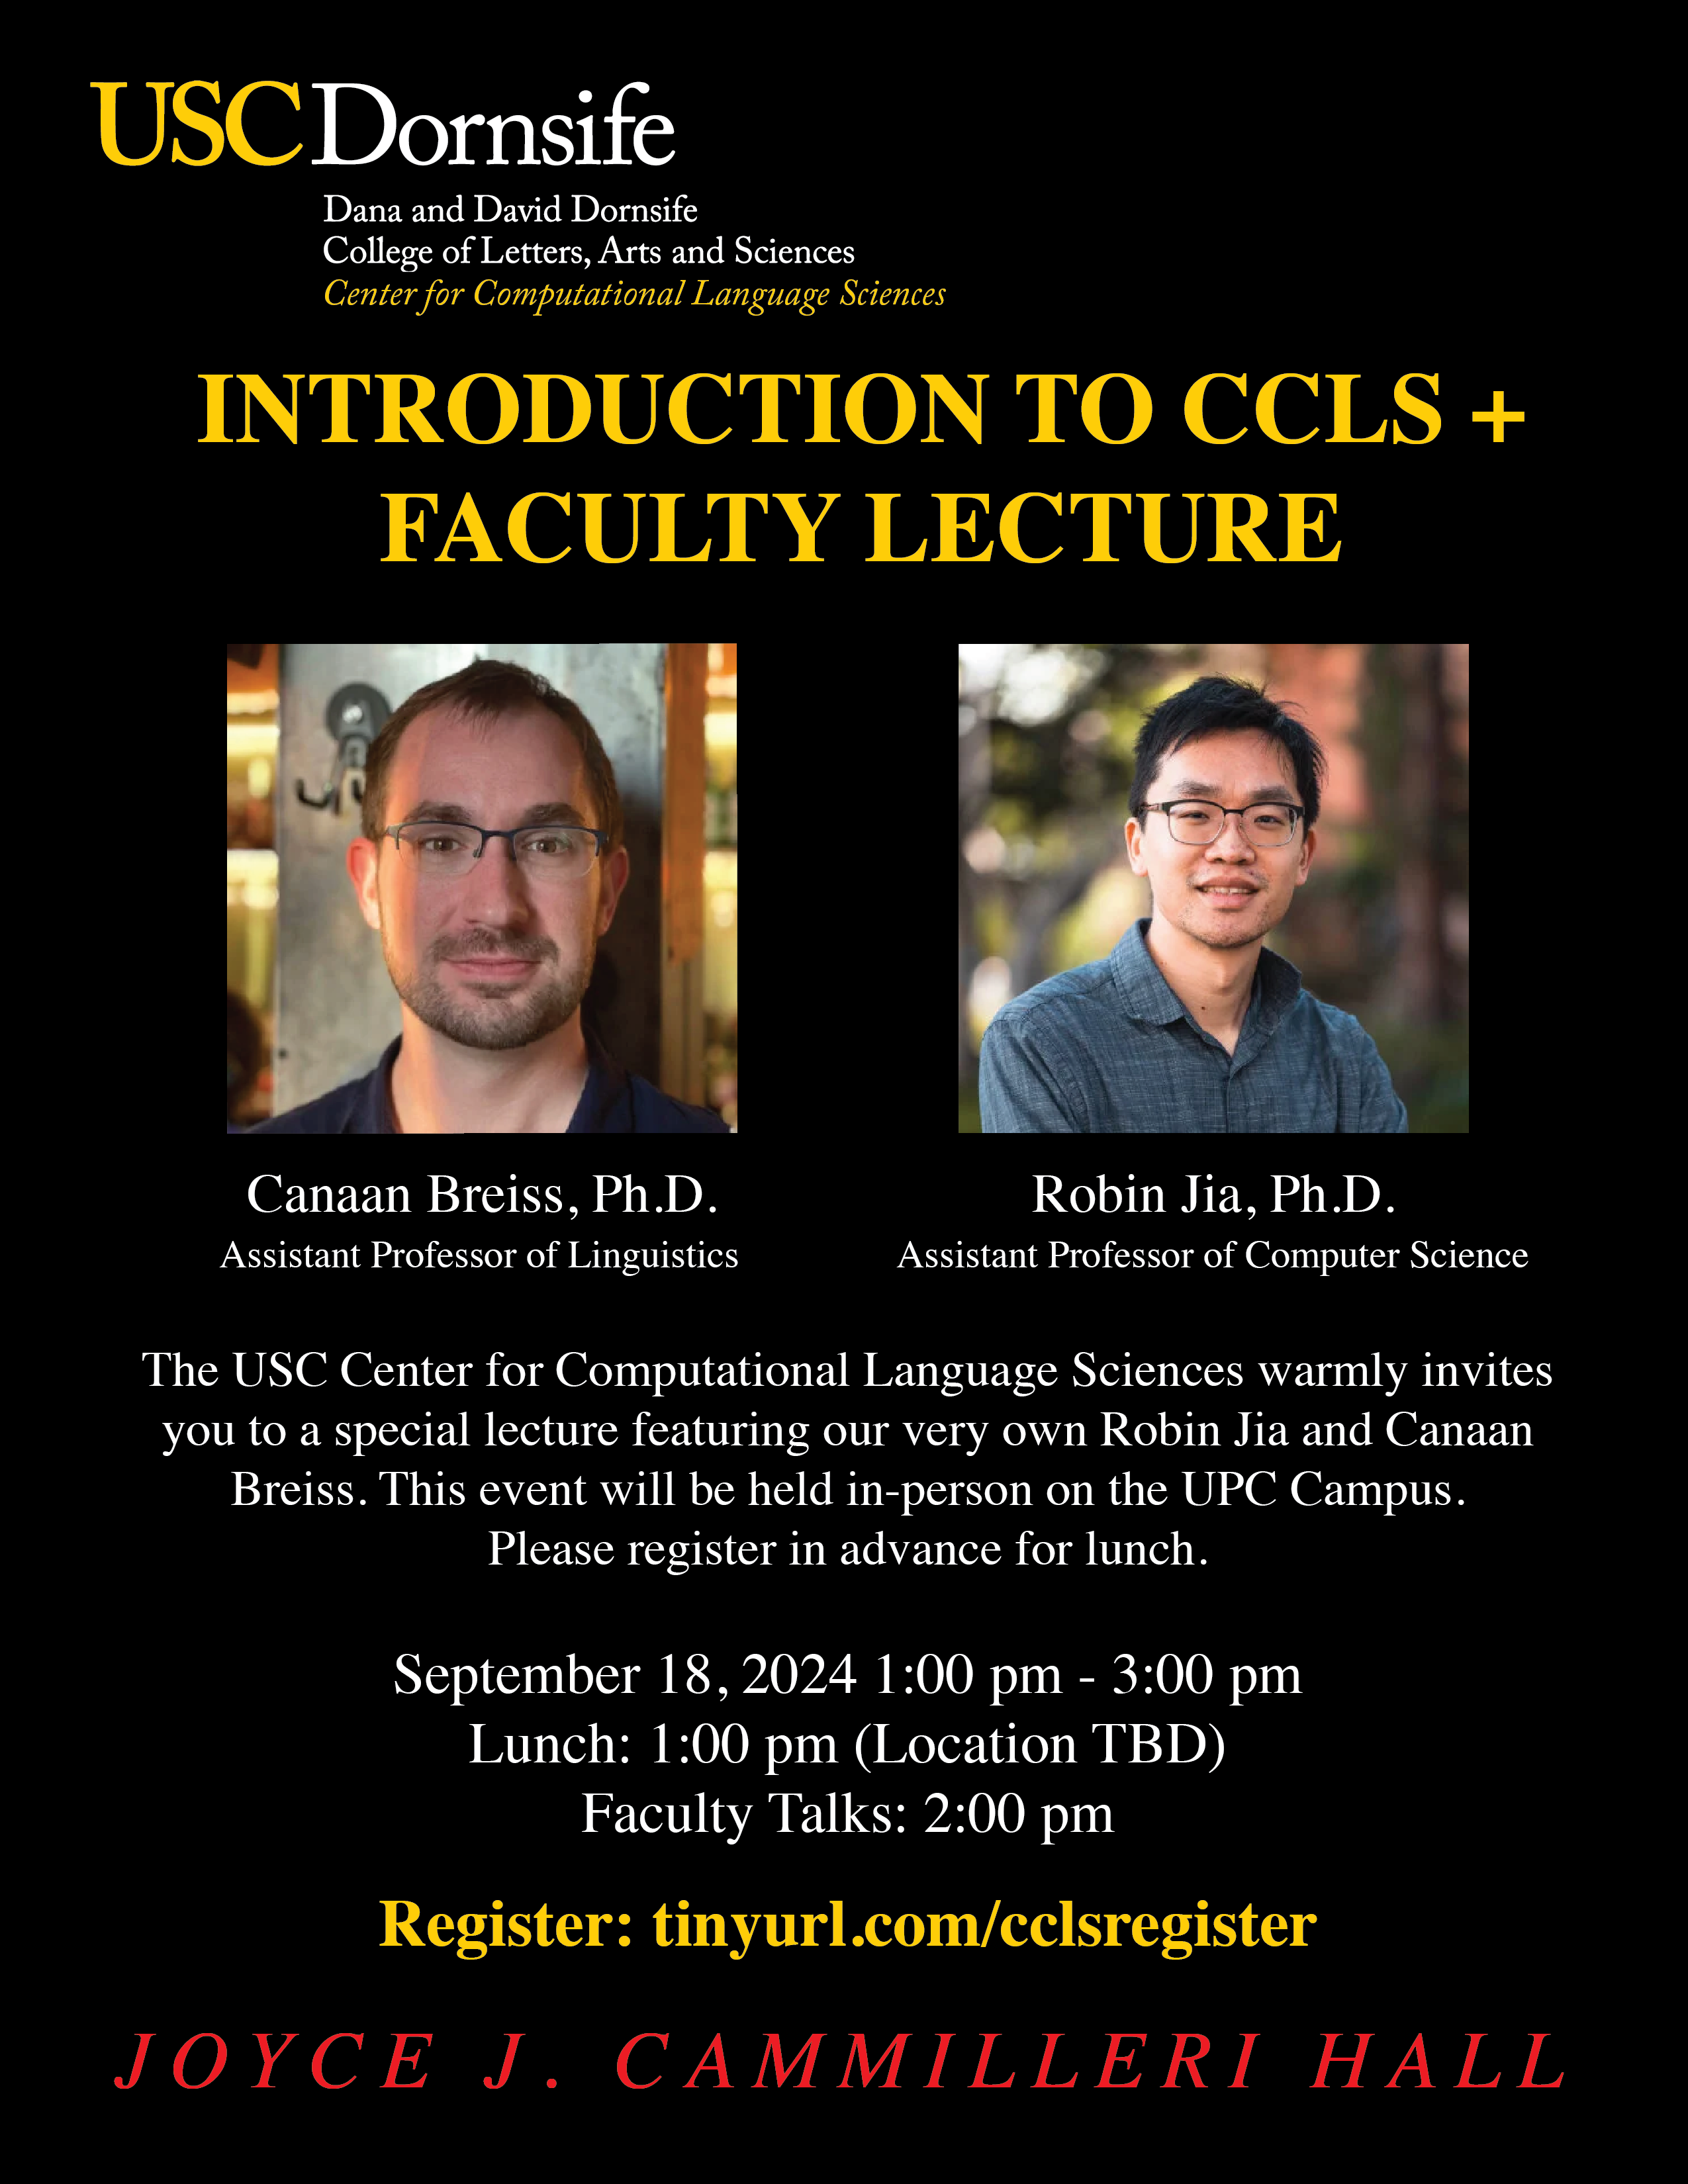 USC Dornsife
Dana and David Dornsife
College of Letters, Arts and Sciences
Center for Computational Language Sciences
INTRODUCTION TO CCLS +
FACULTY LECTURE
Canaan Breiss, Ph.D.
Assistant Professor of Linguistics
Robin Jia, Ph.D.
Assistant Professor of Computer Science
The USC Center for Computational Language Sciences warmly invites
you to a special lecture featuring our very own Robin Jia and Canaan
Breiss. This event will be held in-person on the UPC Campus.
Please register in advance for lunch.
September 18, 2024 1:00 pm - 3:00 pm
Lunch: 1:00 pm (Location TBD)
Faculty Talks: 2:00 pm
Register: tinyurl.com/cclsregister
JOYCE J. CAMMILLERI HALL